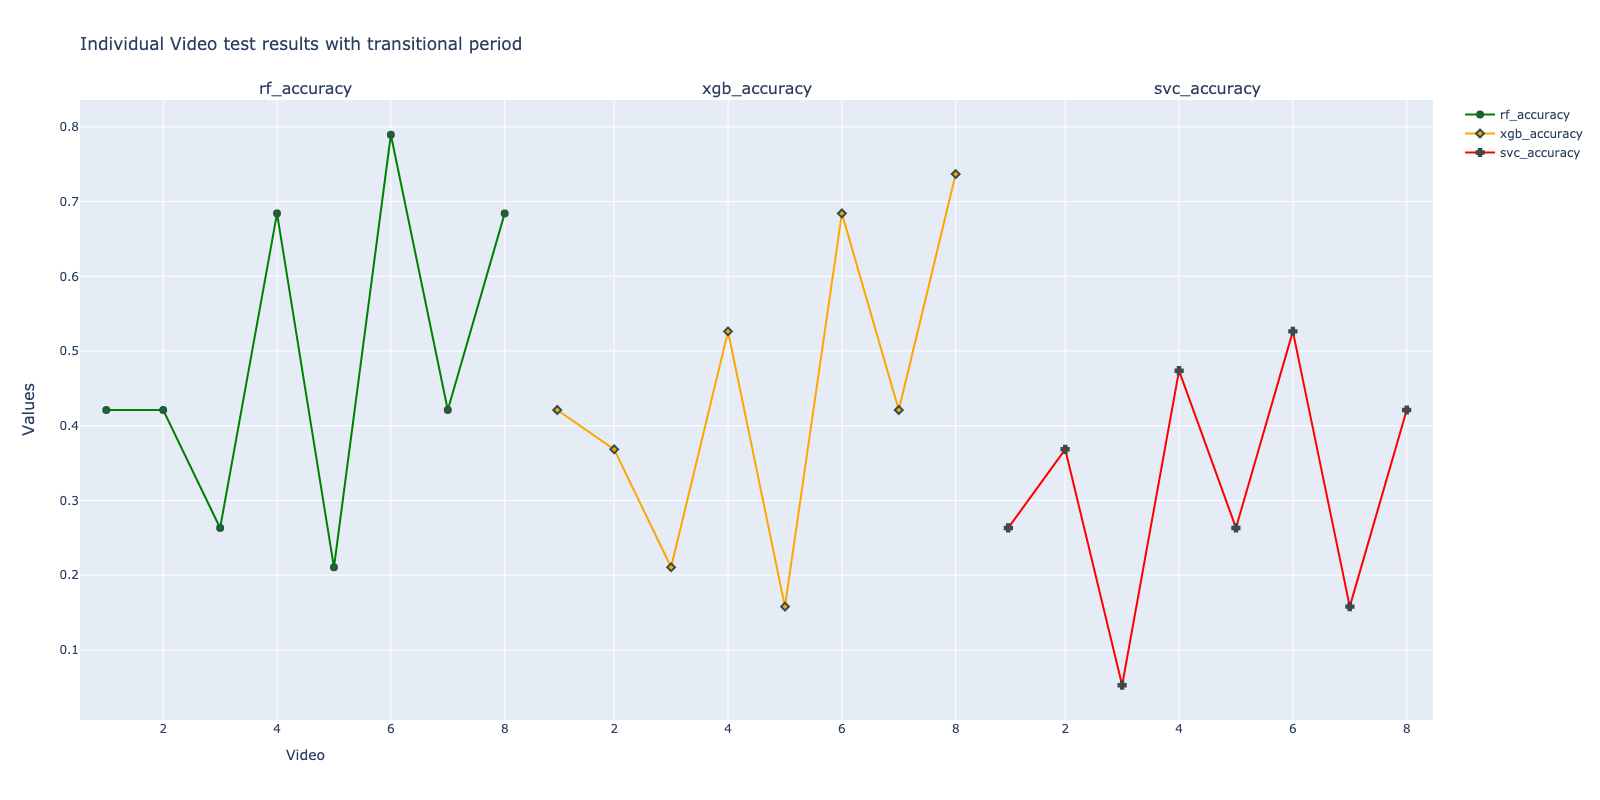 Individual Video test results with transitional period
rf_accuracy
xgb_accuracy
svc_accuracy
rf_accuracy
xgb_accuracy
svc_accuracy
Values
0.8
0.7
0.6
0.5
0.4
0.3
0.2
0.1
2 4 6 8 2 4 6 8 2 4 6 8
Video